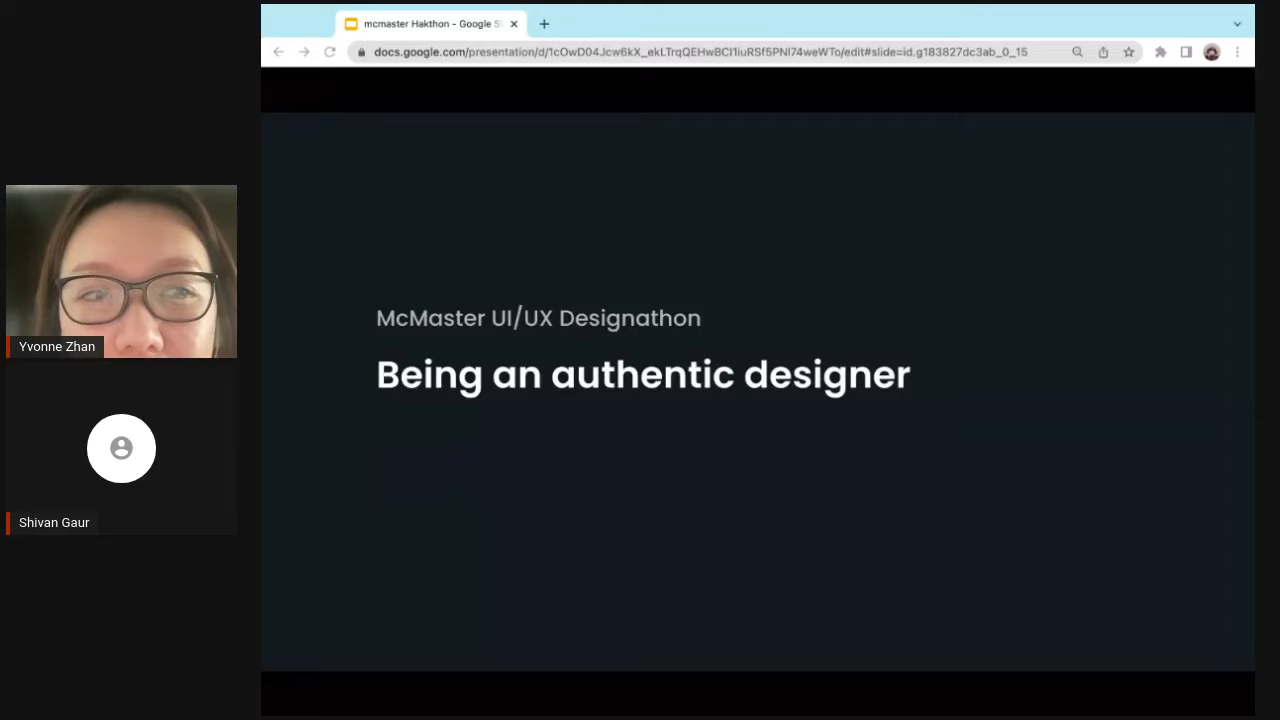 mcmaster Hakthon - Google S
docs.google.com/presentation/d/1cOwD04Jcw6kX_ekLTrqQEHwBCl1iuRSf5PNl74weWTo/edit#slide=id.g183827dc3ab_0_15
McMaster UI/UX Designathon
Being an authentic designer
Yvonne Zhan
Shivan Gaur